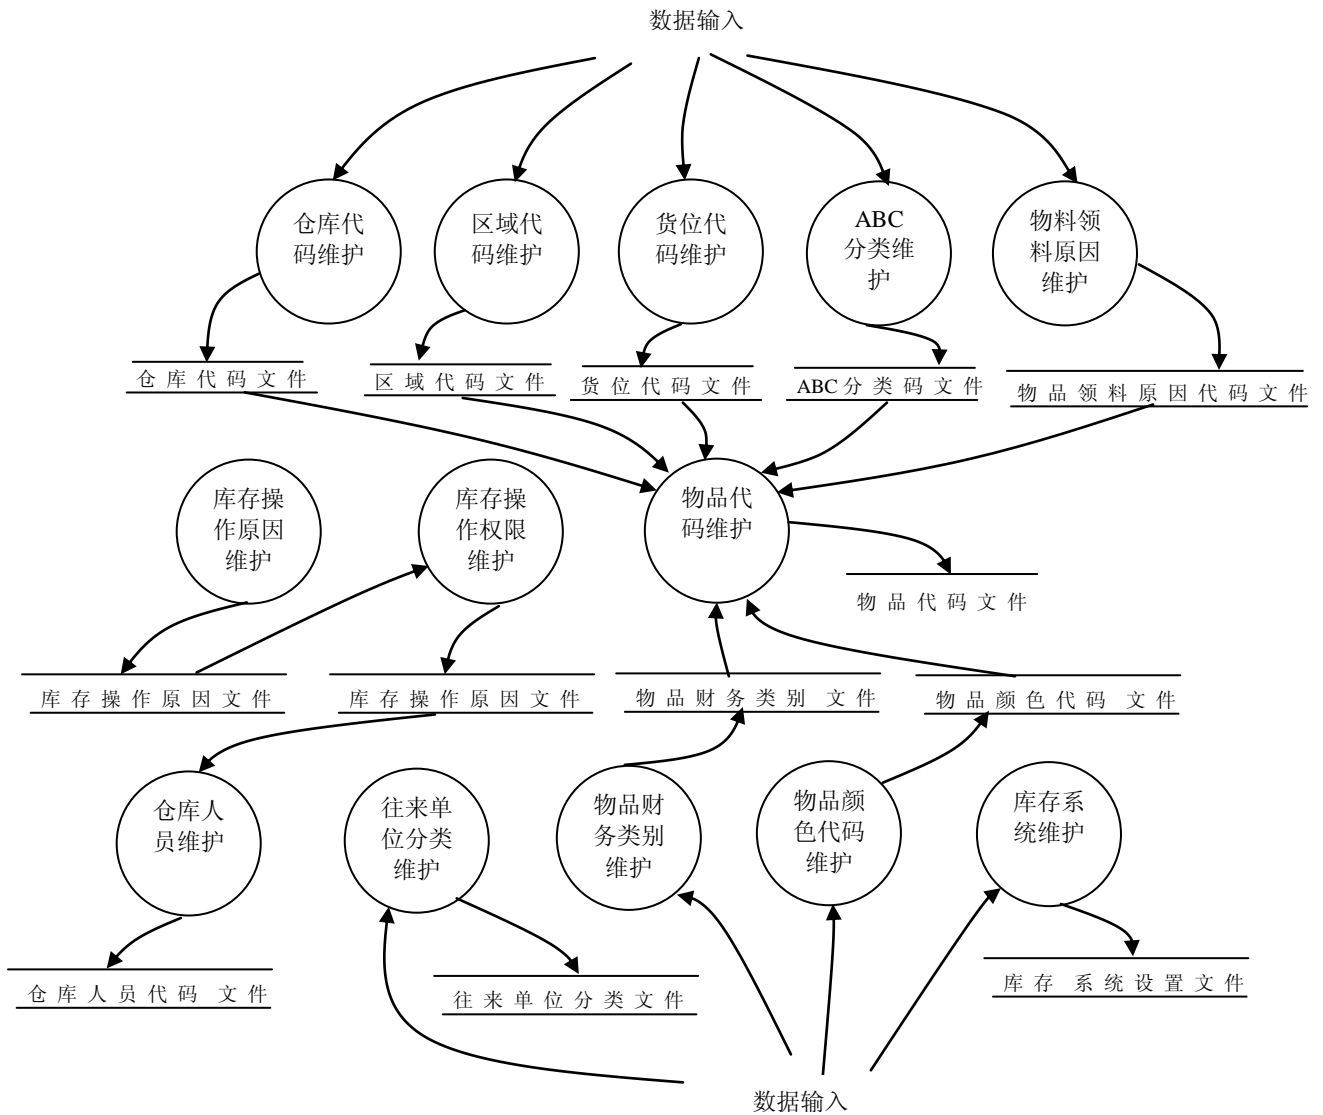 数据输入
仓库代
码维护
区域代
码维护
货位代
码维护
ABC
分类维
护
物料领
料原因
维护
仓库代码文件
区域代码文件
货位代码文件
ABC分类码文件
物品领料原因代码文件
库存操
作原因
维护
库存操
作权限
维护
物品代
码维护
物品代码文件
库存操作原因文件
库存操作原因文件
物品财务类别 文件
物品颜色代码 文件
仓库人
员维护
往来单
位分类
维护
物品财
务类别
维护
物品颜
色代码
维护
库存系
统维护
仓库人员代码 文件
往来单位分类文件
库存 系统设置文件
数据输入